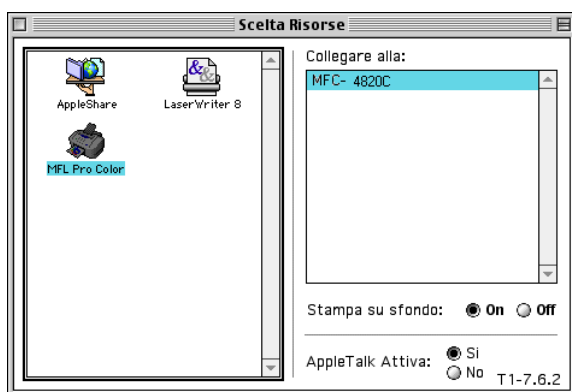 Scelta Risorse
AppleShare
LaserWriter 8
MFL Pro Color
Collegare alla:
MFC- 4820C
Stampa su sfondo: On Off
AppleTalk Attiva: Si
No
T1-7.6.2